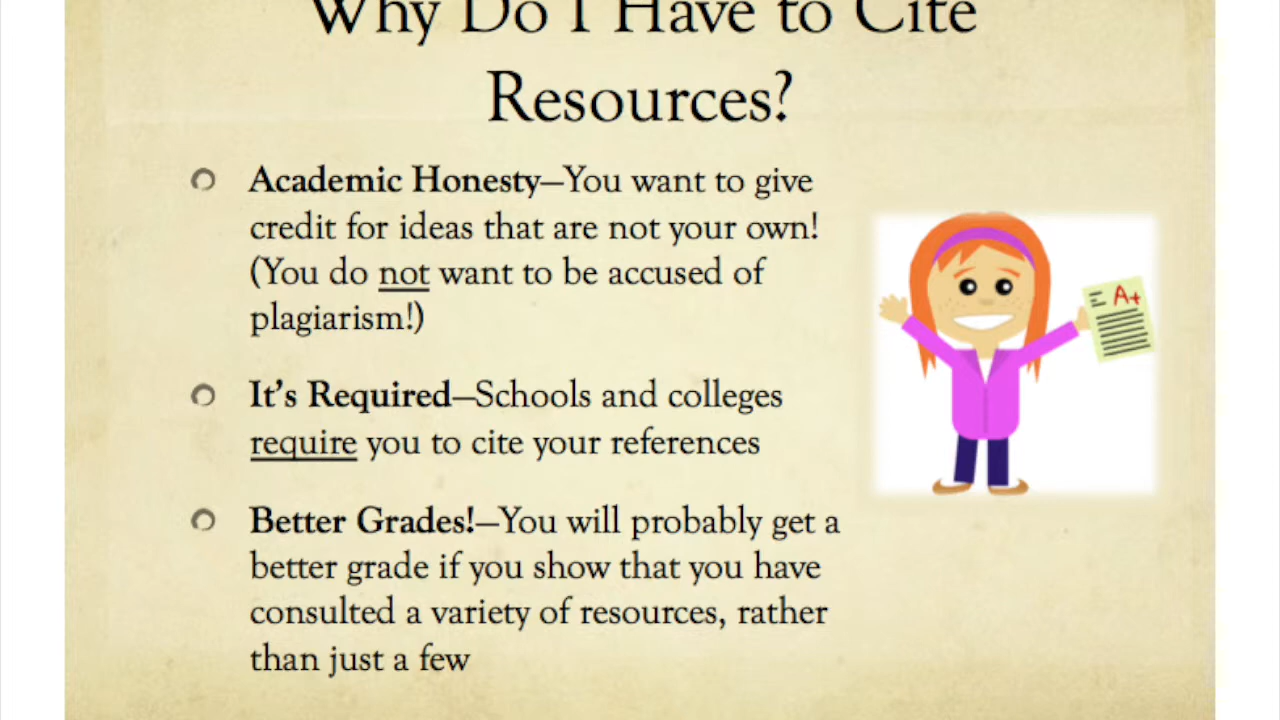 Why Do I Have to Cite
Resources?
Academic Honesty—You want to give
credit for ideas that are not your own!
(You do not want to be accused of
plagiarism!)
It's Required—Schools and colleges
require you to cite your references
Better Grades!—You will probably get a
better grade if you show that you have
consulted a variety of resources, rather
than just a few
A+